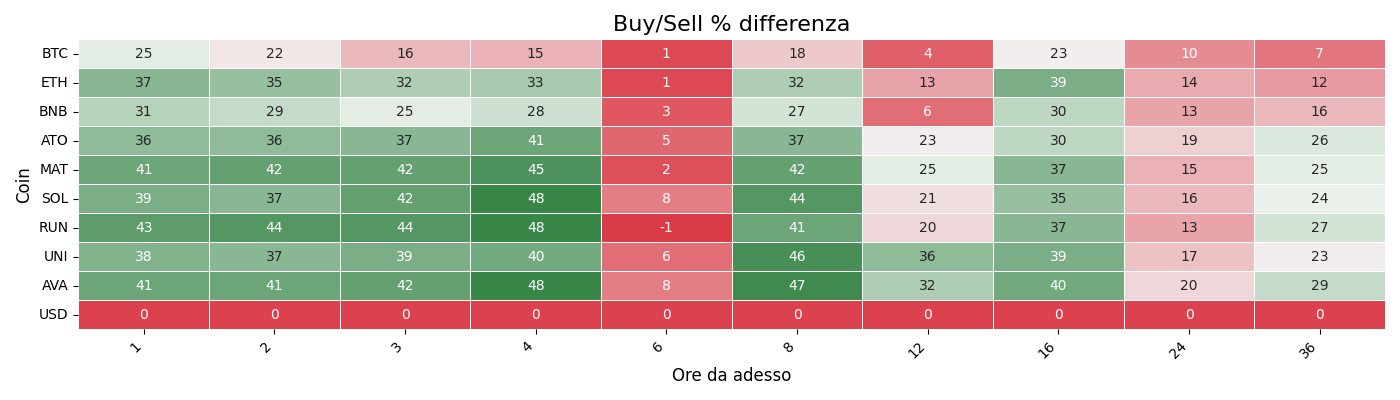 Buy/Sell % differenza
Coin
BTC 25 22 16 15 1 18 4 23 10 7
ETH 37 35 32 33 1 32 13 39 14 12
BNB 31 29 25 28 3 27 6 30 13 16
ATO 36 36 37 41 5 37 23 30 19 26
MAT 41 42 42 45 2 42 25 37 15 25
SOL 39 37 42 48 8 44 21 35 16 24
RUN 43 44 44 48 -1 41 20 37 13 27
UNI 38 37 39 40 6 46 36 39 17 23
AVA 41 41 42 48 8 47 32 40 20 29
USD 0 0 0 0 0 0 0 0 0 0
1 2 3 4 6 8 12 16 24 36
Ore da adesso